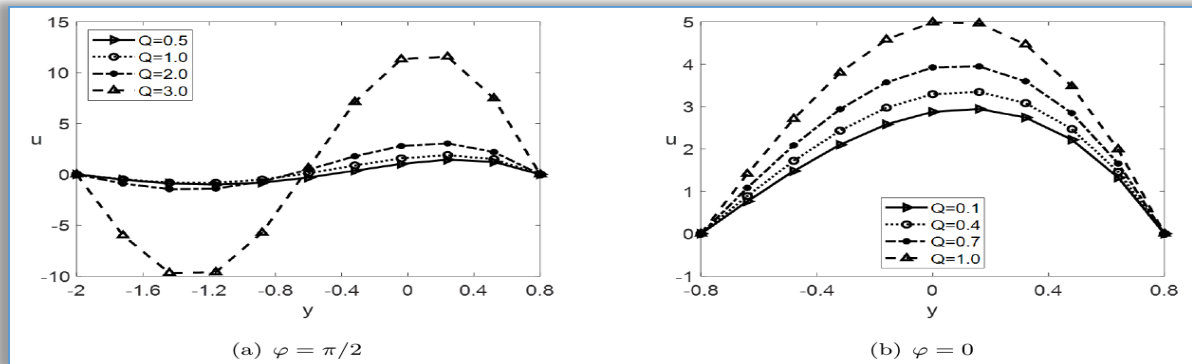 15
10
5
0
-5
-10
u
-2
-1.6
-1.2
-0.8
-0.4
0
0.4
0.8
y
Q=0.5
Q=1.0
Q=2.0
Q=3.0
(a) φ = π/2
5
4
3
2
1
0
-1
u
-0.8
-0.4
0
0.4
0.8
y
Q=0.1
Q=0.4
Q=0.7
Q=1.0
(b) φ = 0